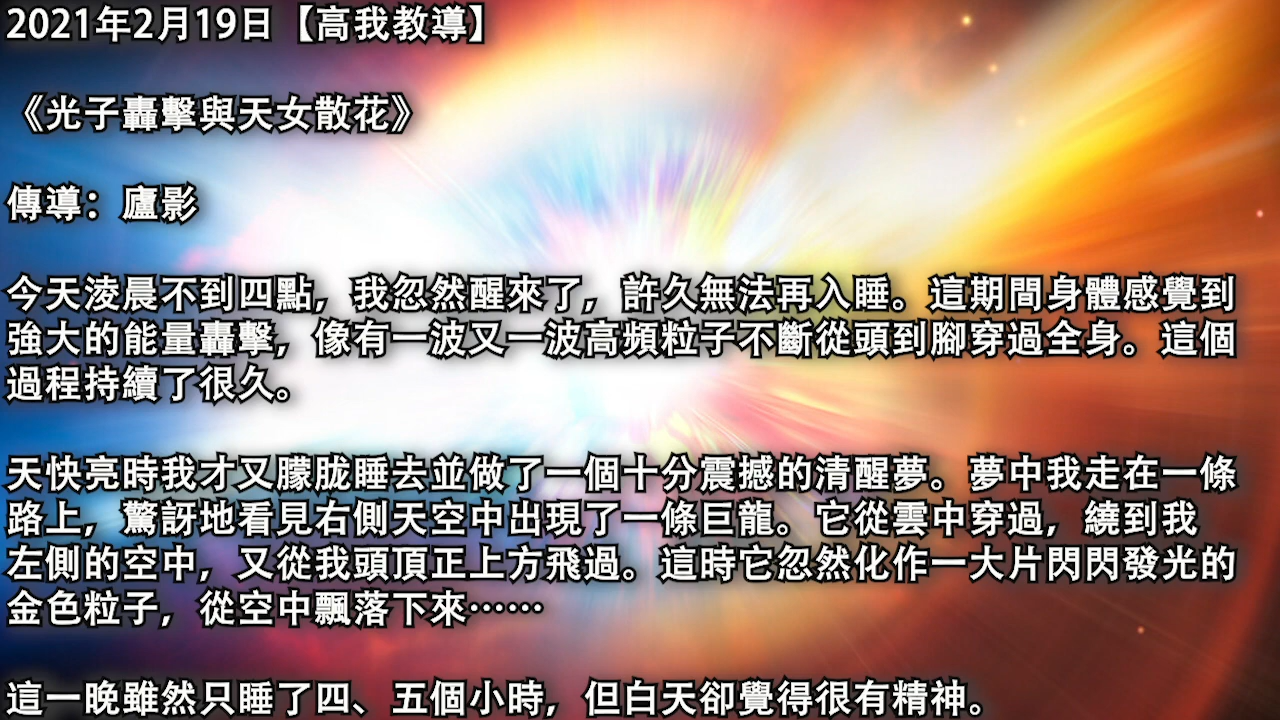 2021年2月19日【高我教導】
《光子轟擊與天女散花》
傳導：廬影
今天淩晨不到四點，我忽然醒來了，許久無法再入睡。這期間身體感覺到
強大的能量轟擊，像有一波又一波高頻粒子不斷從頭到腳穿過全身。這個
過程持續了很久。
天快亮時我才又朦朧睡去並做了一個十分震撼的清醒夢。夢中我走在一條
路上，驚訝地看見右側天空中出現了一條巨龍。它從雲中穿過，繞到我
左側的空中，又從我頭頂正上方飛過。這時它忽然化作一大片閃閃發光的
金色粒子，從空中飄落下來……
這一晚雖然只睡了四、五個小時，但白天卻覺得很有精神。